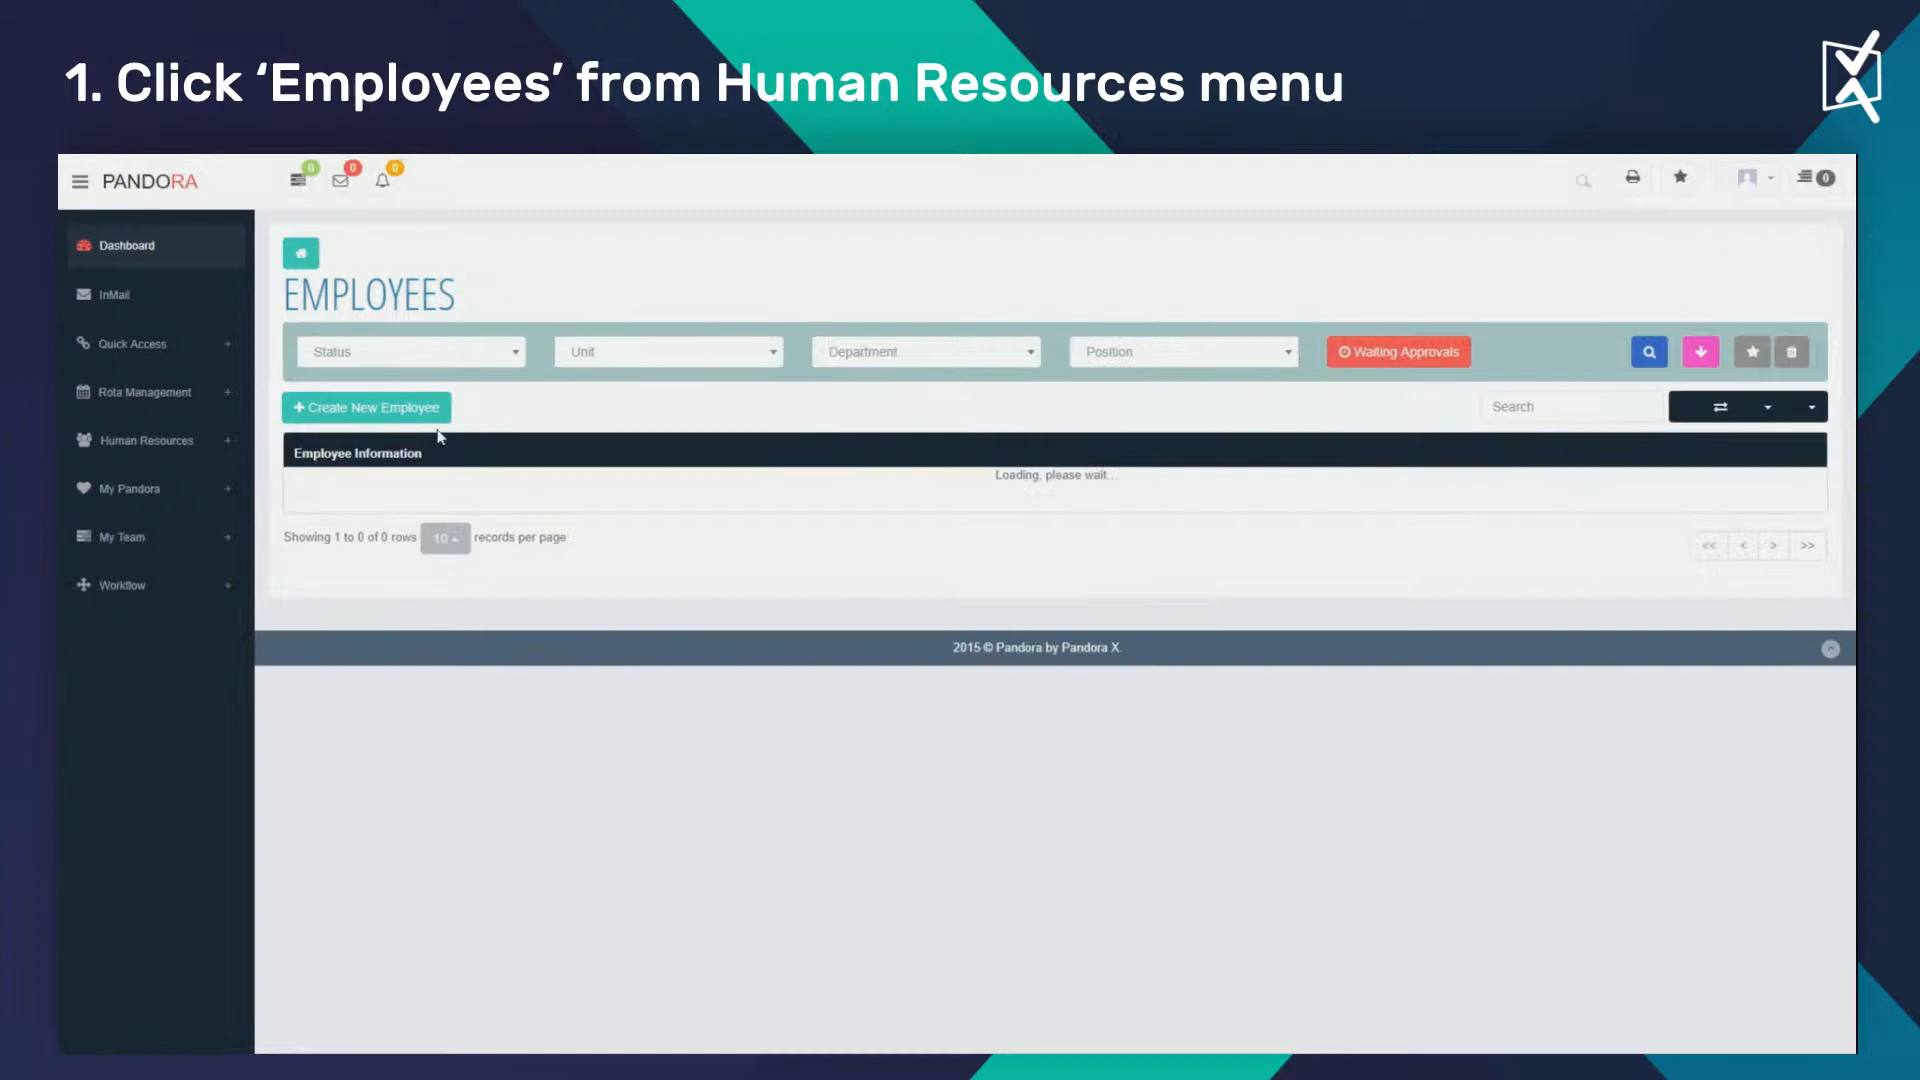 1. Click ‘Employees’ from Human Resources menu
PANDORA
0
0
0
0
Dashboard
InMail
Quick Access +
Rota Management +
Human Resources +
My Pandora +
My Team +
Workflow +
EMPLOYEES
Status
Unit
Department
Position
Waiting Approvals
+ Create New Employee
Search
Employee Information
Loading, please wait...
Showing 1 to 0 of 0 rows 10 records per page
<< < > >>
2015 © Pandora by Pandora X.